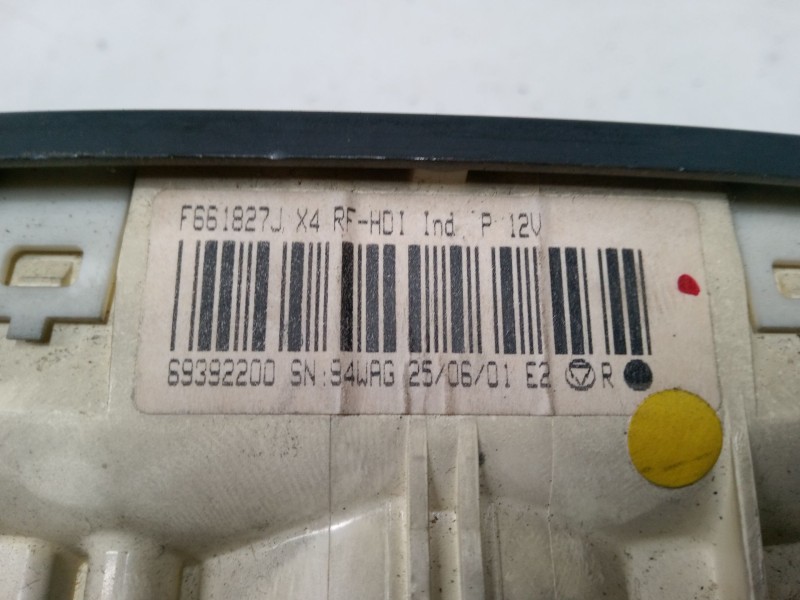 F661827J X4 RF-HDI Ind. P 12V
69392200 SN:94WAG 25/06/01 E2 R